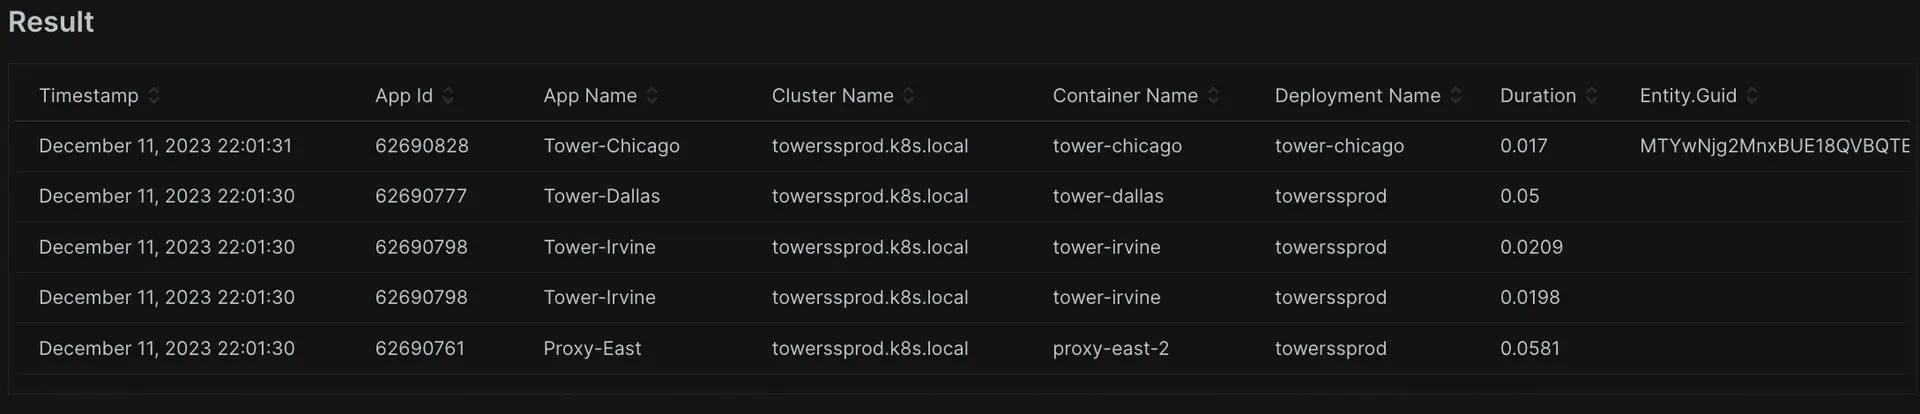 Result
Timestamp App Id App Name Cluster Name Container Name Deployment Name Duration Entity.Guid
December 11, 2023 22:01:31 62690828 Tower-Chicago towerssprod.k8s.local tower-chicago tower-chicago 0.017 MTYwNjg2MnxBUE18QVBQTE
December 11, 2023 22:01:30 62690777 Tower-Dallas towerssprod.k8s.local tower-dallas towerssprod 0.05
December 11, 2023 22:01:30 62690798 Tower-Irvine towerssprod.k8s.local tower-irvine towerssprod 0.0209
December 11, 2023 22:01:30 62690798 Tower-Irvine towerssprod.k8s.local tower-irvine towerssprod 0.0198
December 11, 2023 22:01:30 62690761 Proxy-East towerssprod.k8s.local proxy-east-2 towerssprod 0.0581